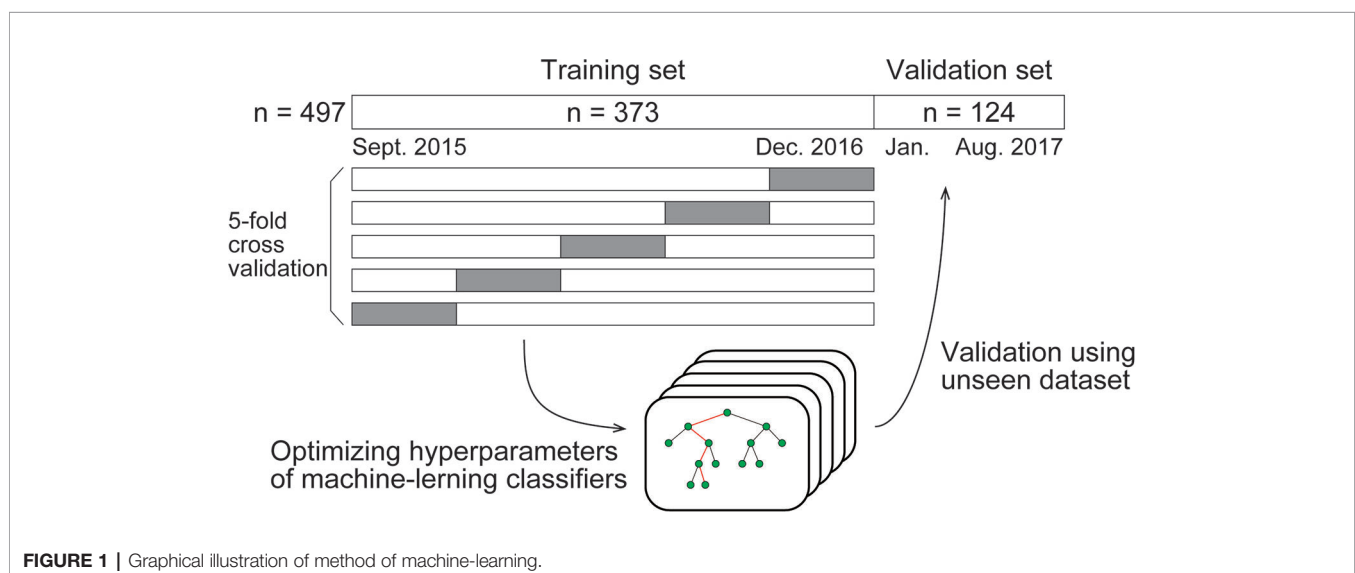 Training set
Validation set
n = 497
n = 373
n = 124
Sept. 2015
Dec. 2016
Jan.
Aug. 2017
5-fold
cross
validation
Validation using
unseen dataset
Optimizing hyperparameters
of machine-lerning classifiers
FIGURE 1 | Graphical illustration of method of machine-learning.